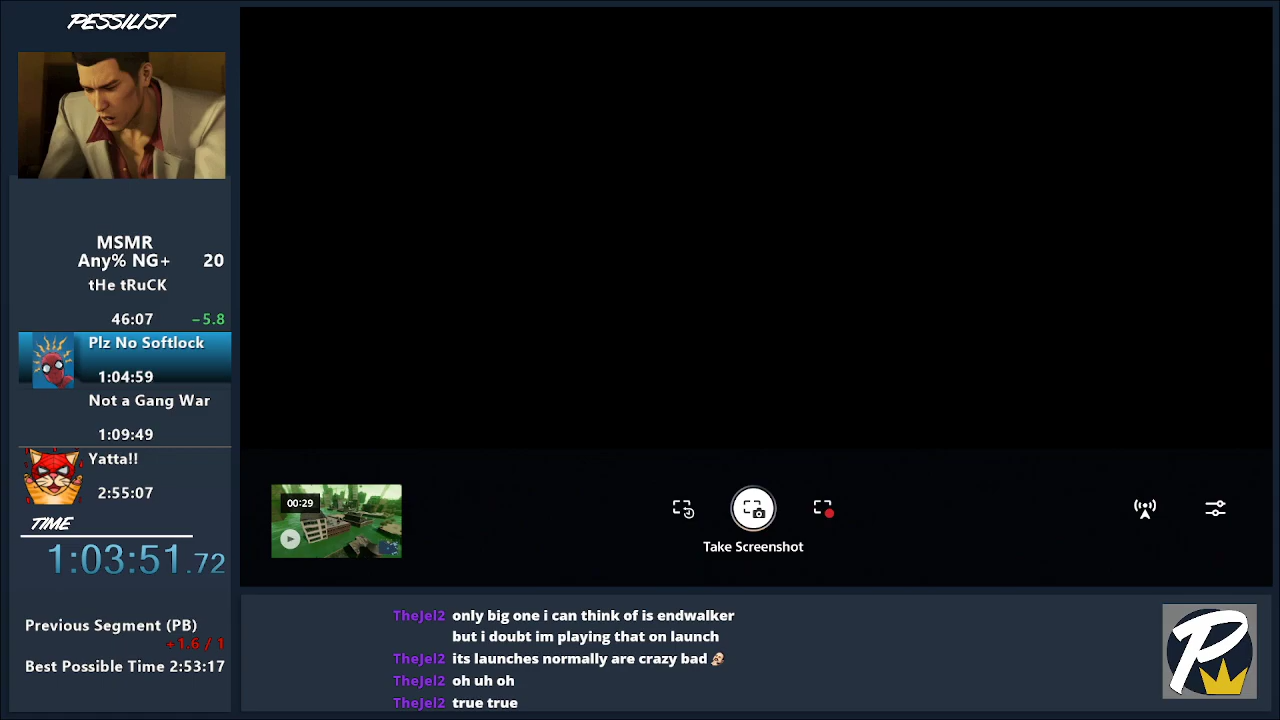 PESSILIST
MSMR
Any% NG+ 20
tHe tRuCK
46:07 -5.8
Plz No Softlock
1:04:59
Not a Gang War
1:09:49
Yatta!!
2:55:07
TIME
1:03:51.72
Previous Segment (PB)
+1.6 / 1
Best Possible Time 2:53:17
00:29
Take Screenshot
TheJel2 only big one i can think of is endwalker
but i doubt im playing that on launch
TheJel2 its launches normally are crazy bad
TheJel2 oh uh oh
TheJel2 true true
P